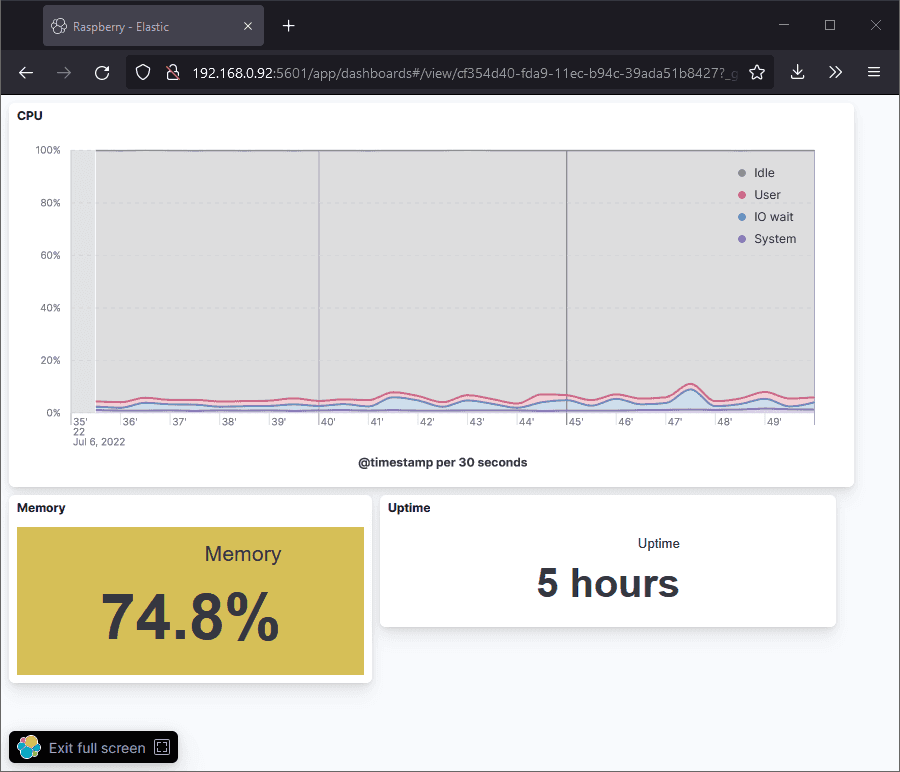 Raspberry - Elastic
192.168.0.92:5601/app/dashboards#/view/cf354d40-fda9-11ec-b94c-39ada51b8427?_g
CPU
100%
80%
60%
40%
20%
0%
Idle
User
IO wait
System
35' 36' 37' 38' 39' 40' 41' 42' 43' 44' 45' 46' 47' 48' 49'
22
Jul 6, 2022
@timestamp per 30 seconds
Memory
Memory
74.8%
Uptime
Uptime
5 hours
Exit full screen